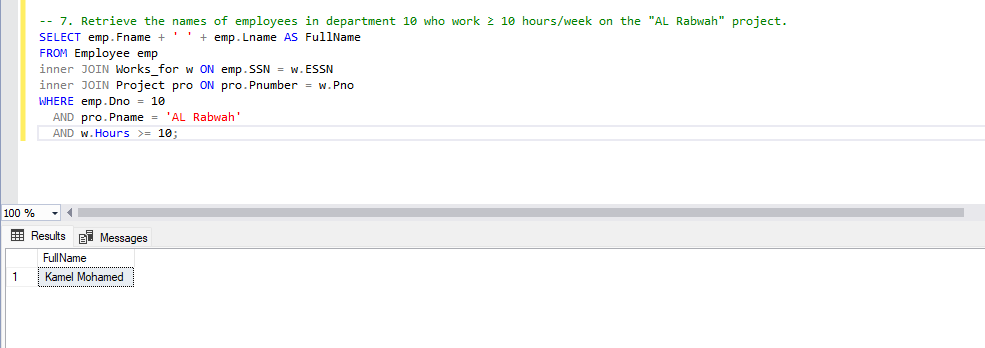 -- 7. Retrieve the names of employees in department 10 who work ≥ 10 hours/week on the "AL Rabwah" project.
SELECT emp.Fname + ' ' + emp.Lname AS FullName
FROM Employee emp
inner JOIN Works_for w ON emp.SSN = w.ESSN
inner JOIN Project pro ON pro.Pnumber = w.Pno
WHERE emp.Dno = 10
AND pro.Pname = 'AL Rabwah'
AND w.Hours >= 10;
100 %
Results Messages
FullName
1 Kamel Mohamed